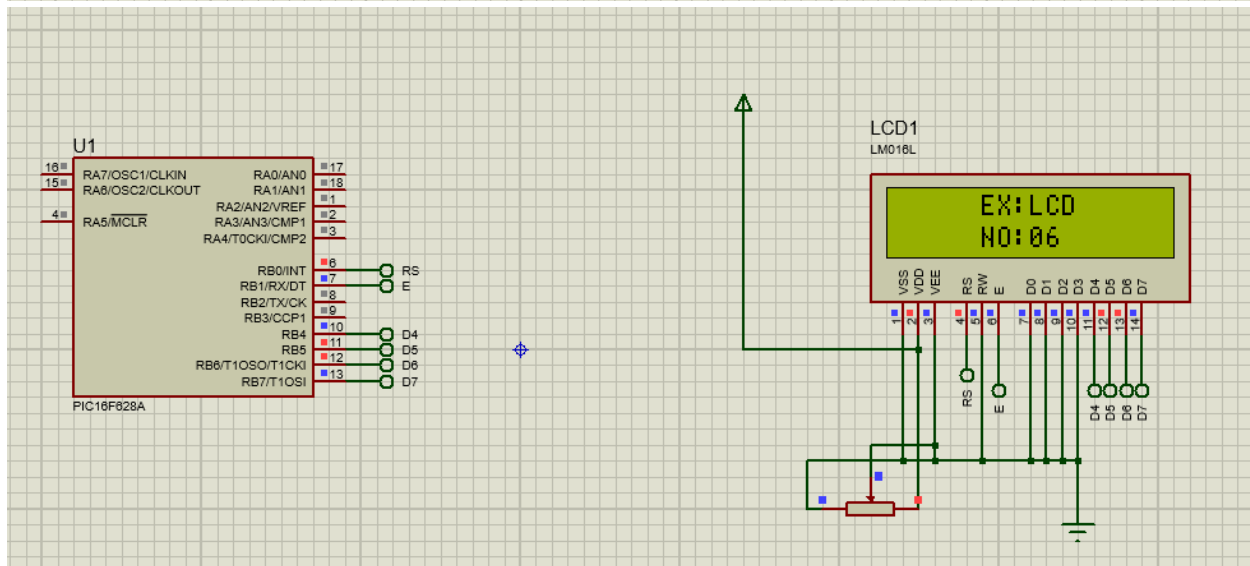 U1
16 RA7/OSC1/CLKIN RA0/AN0 17
15 RA6/OSC2/CLKOUT RA1/AN1 18
RA2/AN2/VREF 1
4 RA5/MCLR RA3/AN3/CMP1 2
RA4/T0CKI/CMP2 3
RB0/INT 6 RS
RB1/RX/DT 7 E
RB2/TX/CK 8
RB3/CCP1 9
RB4 10 D4
RB5 11 D5
RB6/T1OSO/T1CKI 12 D6
RB7/T1OSI 13 D7
PIC16F628A
LCD1
LM016L
EX:LCD
NO:06
VSS VDD VEE RS RW E D0 D1 D2 D3 D4 D5 D6 D7
1 2 3 4 5 6 7 8 9 10 11 12 13 14
RS E D4 D5 D6 D7